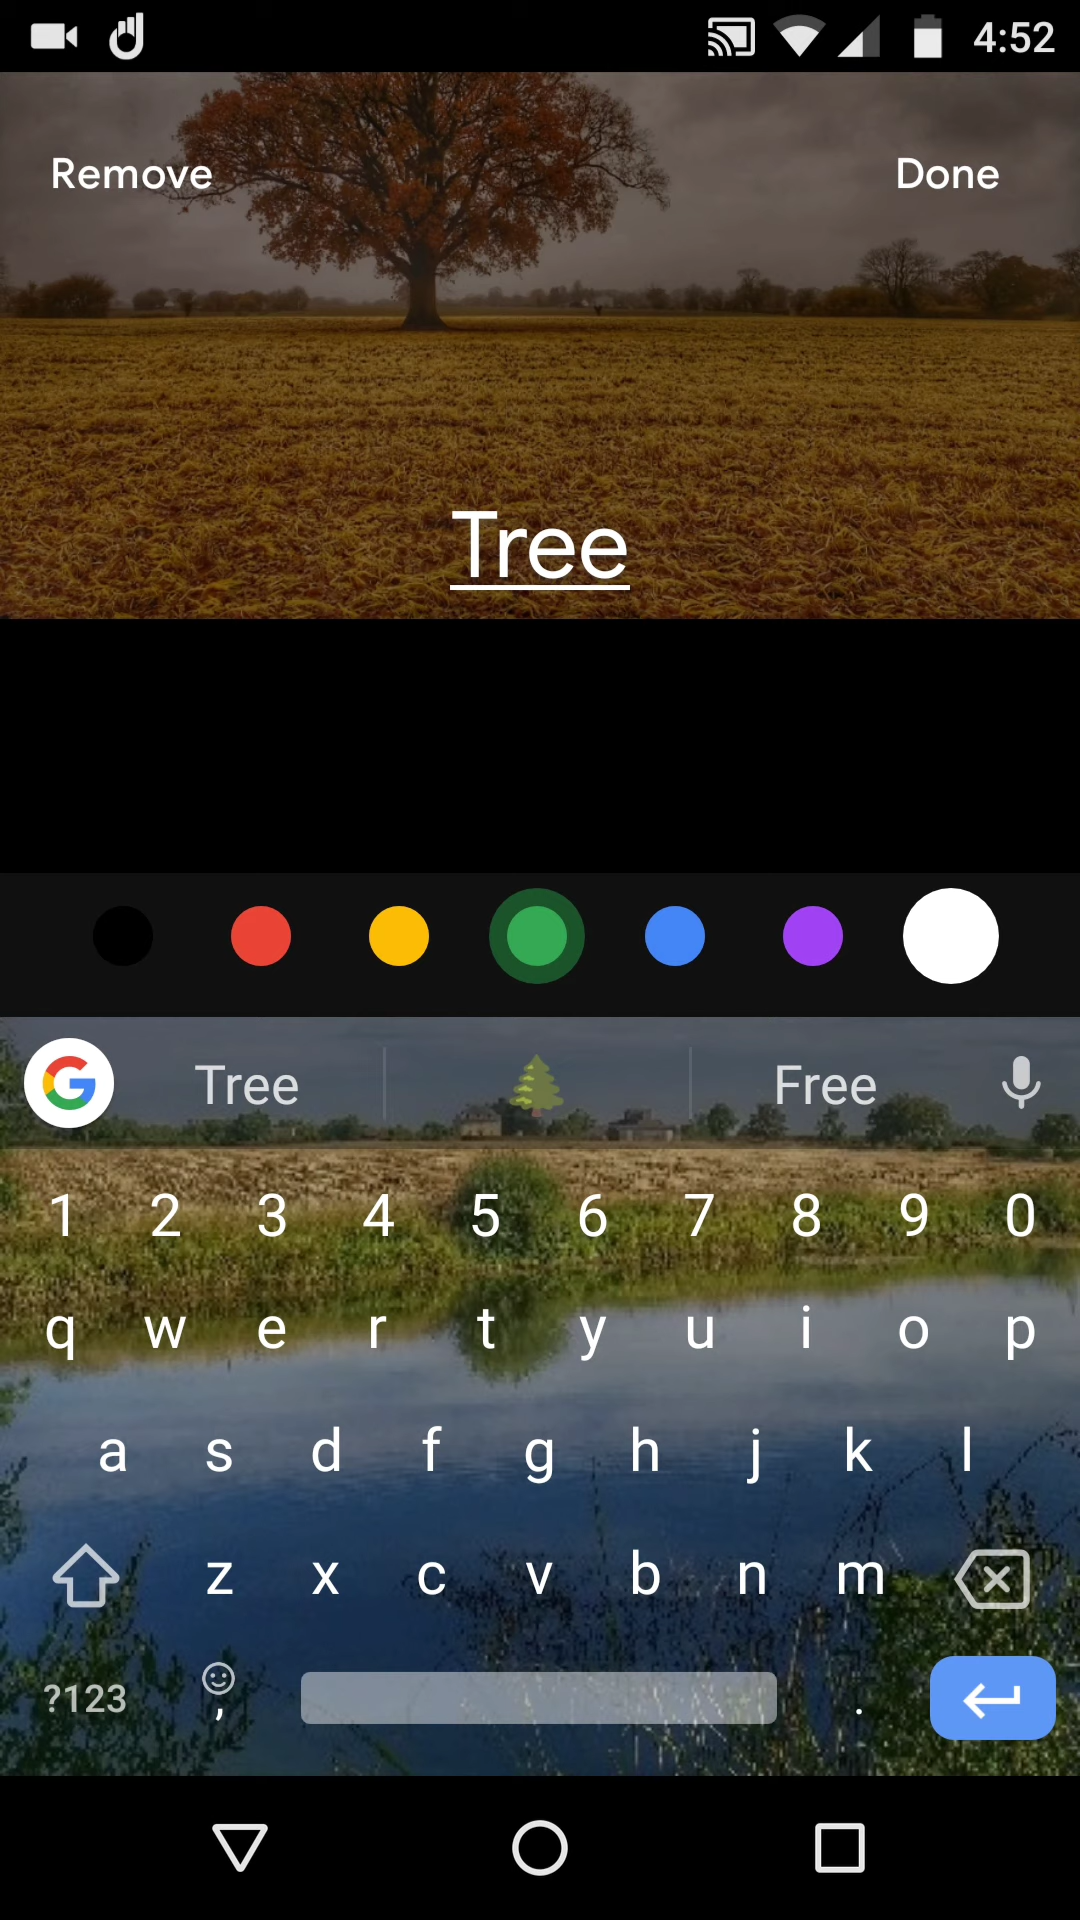 4:52
Remove Done
Tree
Tree Free
1 2 3 4 5 6 7 8 9 0
q w e r t y u i o p
a s d f g h j k l
z x c v b n m
?123 , .